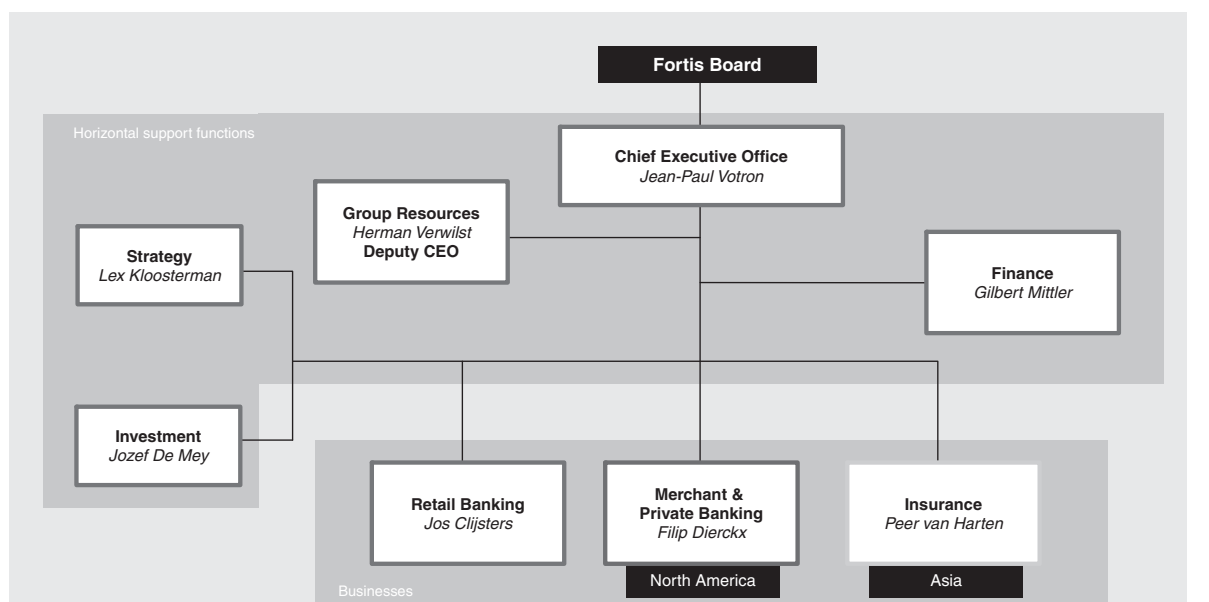 Fortis Board
Horizontal support functions
Chief Executive Office
Jean-Paul Votron
Group Resources
Herman Verwilst
Deputy CEO
Strategy
Lex Kloosterman
Finance
Gilbert Mittler
Investment
Jozef De Mey
Retail Banking
Jos Clijsters
Merchant &
Private Banking
Filip Dierckx
Insurance
Peer van Harten
North America
Asia
Businesses